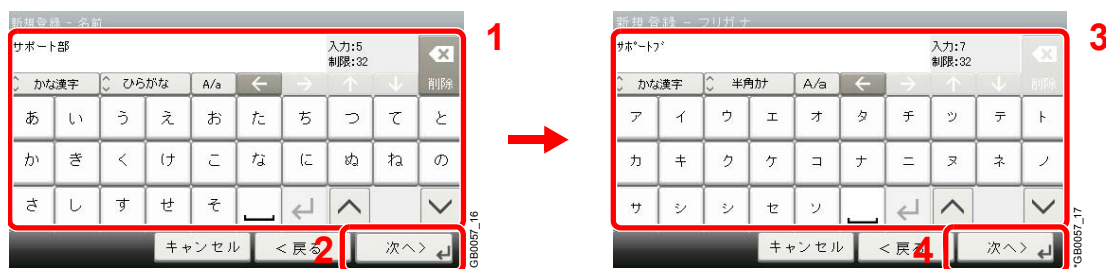 新規登録 - 名前
サポート部
入力:5
制限:32
かな漢字 ひらがな A/a ← → ↑ ↓ 削除
あ い う え お た ち つ て と
か き く け こ な に ぬ ね の
さ し す せ そ
キャンセル < 戻る 次へ >
1
2
GB0057_16
新規登録 - フリガナ
ｻﾎﾟｰﾄﾌﾞ
入力:7
制限:32
かな漢字 半角ｶﾅ A/a ← → ↑ ↓ 削除
ア イ ウ エ オ タ チ ツ テ ト
カ キ ク ケ コ ナ ニ ヌ ネ ノ
サ シ シ セ ソ
キャンセル < 戻る 次へ >
3
4
*GB0057_17